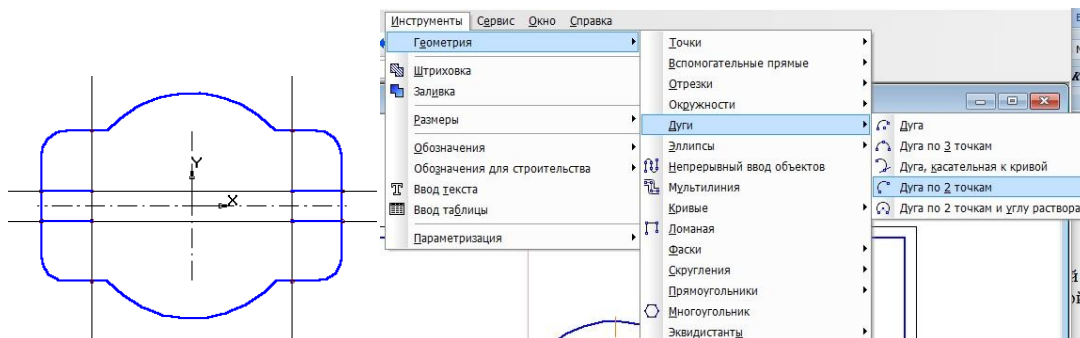 Инструменты Сервис Окно Справка
Геометрия
Штриховка
Заливка
Размеры
Обозначения
Обозначения для строительства
Ввод текста
Ввод таблицы
Параметризация
Точки
Вспомогательные прямые
Отрезки
Окружности
Дуги
Эллипсы
Непрерывный ввод объектов
Мультилиния
Кривые
Ломаная
Фаски
Скругления
Прямоугольники
Многоугольник
Эквидистанты
Дуга
Дуга по 3 точкам
Дуга, касательная к кривой
Дуга по 2 точкам
Дуга по 2 точкам и углу раствора
Y
X